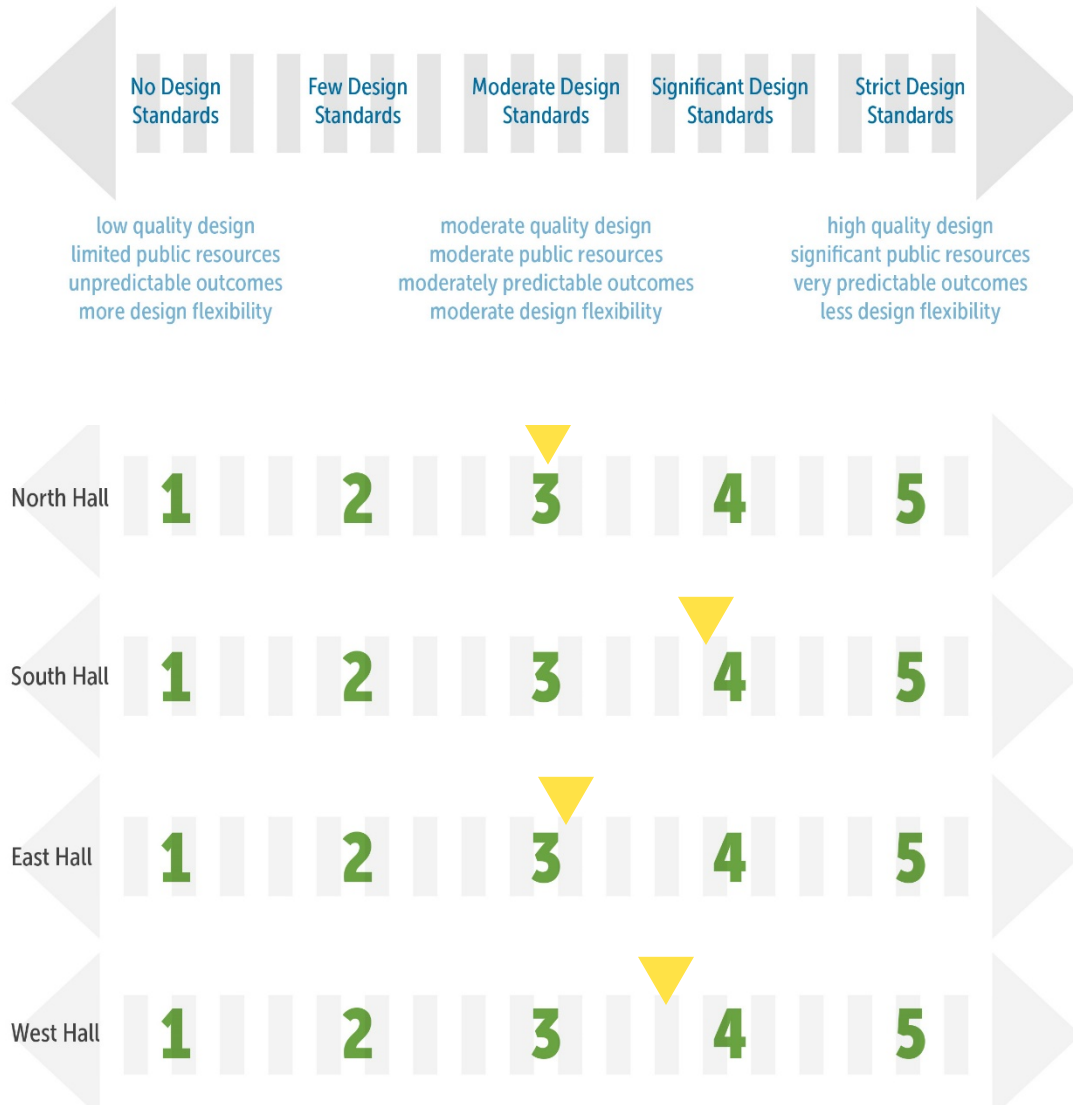 No Design
Standards
Few Design
Standards
Moderate Design
Standards
Significant Design
Standards
Strict Design
Standards
low quality design
limited public resources
unpredictable outcomes
more design flexibility
moderate quality design
moderate public resources
moderately predictable outcomes
moderate design flexibility
high quality design
significant public resources
very predictable outcomes
less design flexibility
North Hall 1 2 3 4 5
South Hall 1 2 3 4 5
East Hall 1 2 3 4 5
West Hall 1 2 3 4 5